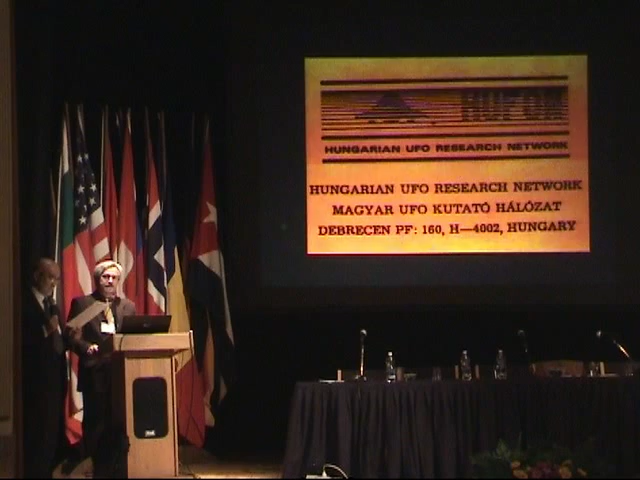 HUFON
HUNGARIAN UFO RESEARCH NETWORK
HUNGARIAN UFO RESEARCH NETWORK
MAGYAR UFO KUTATÓ HÁLÓZAT
DEBRECEN PF: 160, H—4002, HUNGARY